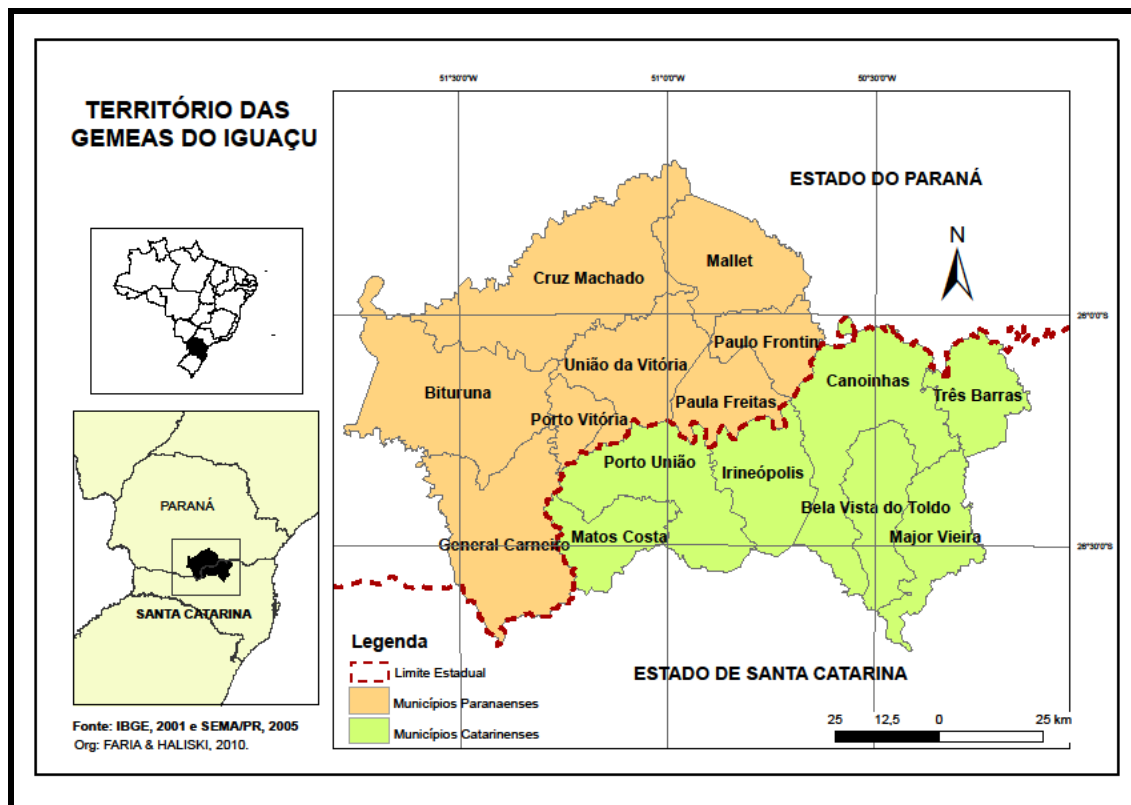 TERRITÓRIO DAS
GEMEAS DO IGUAÇU
51°30'0"W
51°0'0"W
50°30'0"W
ESTADO DO PARANÁ
N
Mallet
Cruz Machado
26°0'0"S
Paulo Frontin
União da Vitória
Canoinhas
Bituruna
Três Barras
Paula Freitas
Porto Vitória
Porto União
Irineópolis
Bela Vista do Toldo
Matos Costa
Major Vieira
General Carneiro
26°30'0"S
PARANÁ
SANTA CATARINA
Legenda
Limite Estadual
Municípios Paranaenses
Municípios Catarinenses
ESTADO DE SANTA CATARINA
25 12,5 0 25 km
Fonte: IBGE, 2001 e SEMA/PR, 2005
Org: FARIA & HALISKI, 2010.